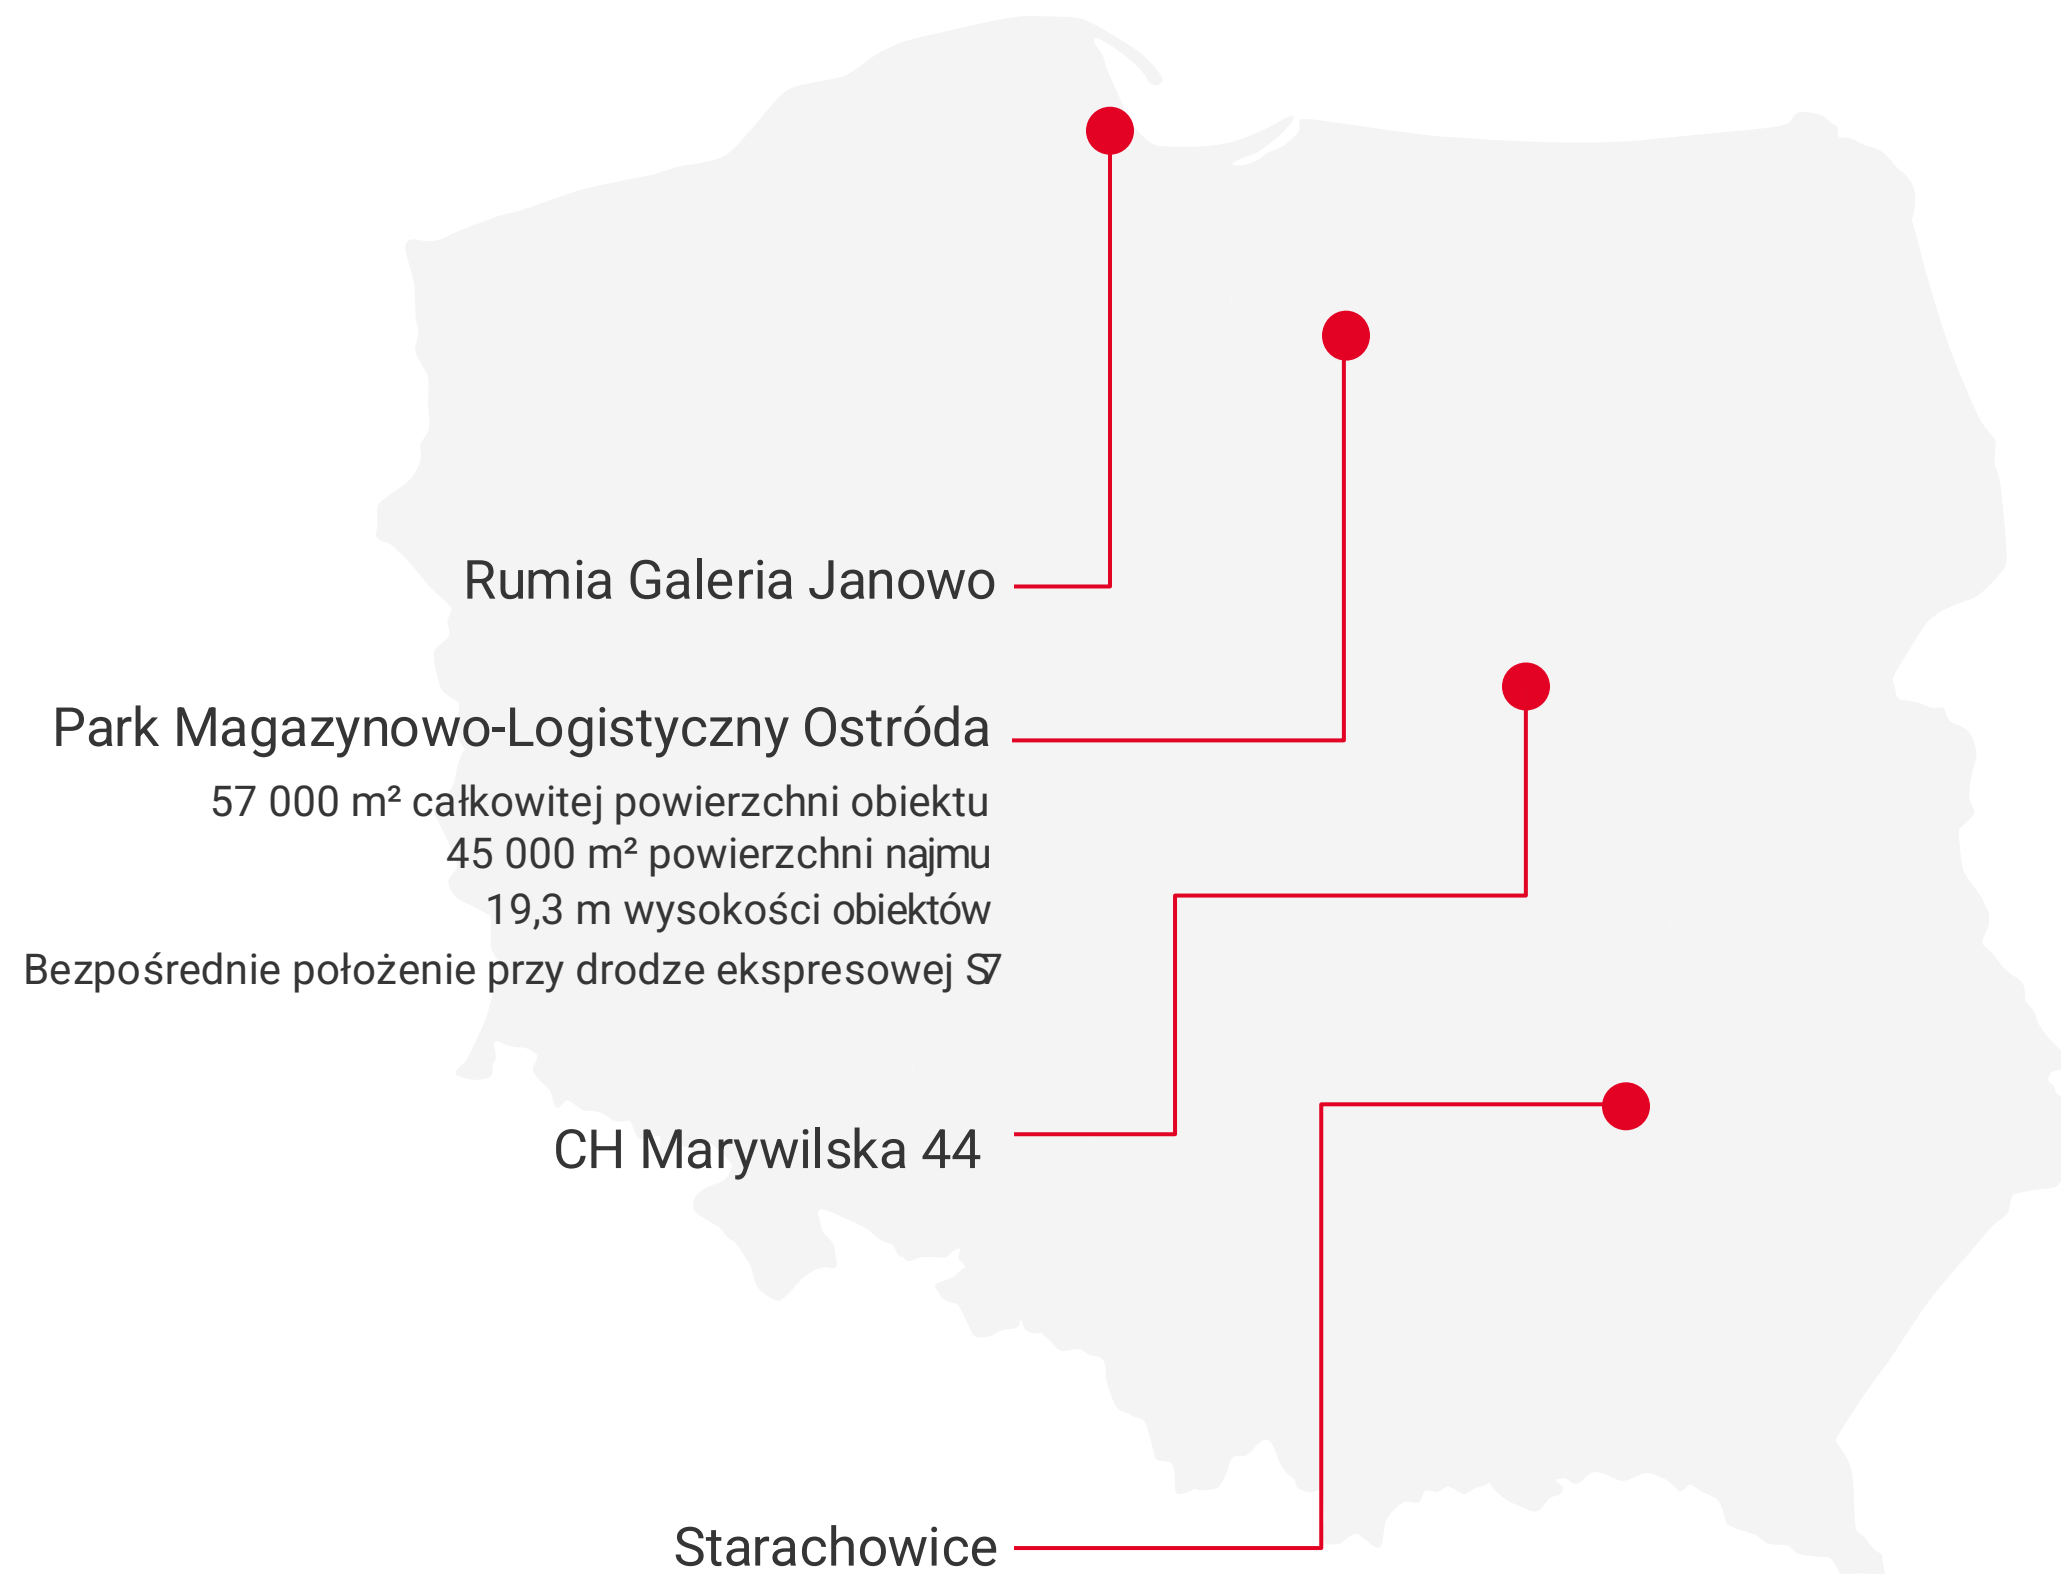 Rumia Galeria Janowo
Park Magazynowo-Logistyczny Ostróda
57 000 m² całkowitej powierzchni obiektu
45 000 m² powierzchni najmu
19,3 m wysokości obiektów
Bezpośrednie położenie przy drodze ekspresowej S7
CH Marywilska 44
Starachowice